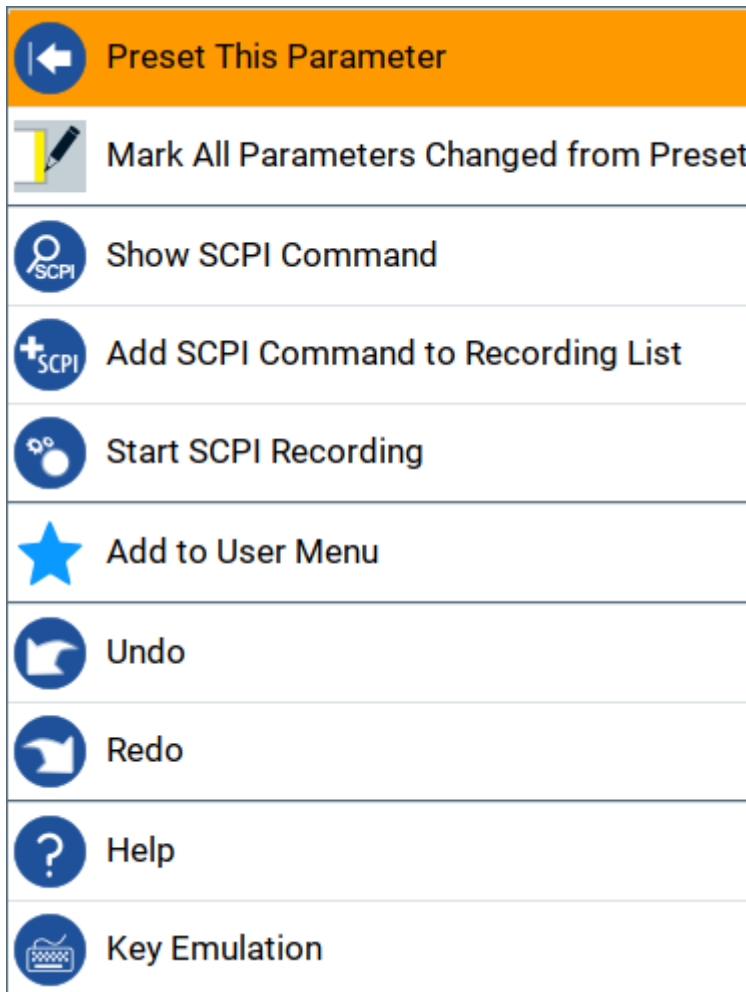 Preset This Parameter
Mark All Parameters Changed from Preset
SCPI
Show SCPI Command
SCPI
Add SCPI Command to Recording List
Start SCPI Recording
Add to User Menu
Undo
Redo
?
Help
Key Emulation